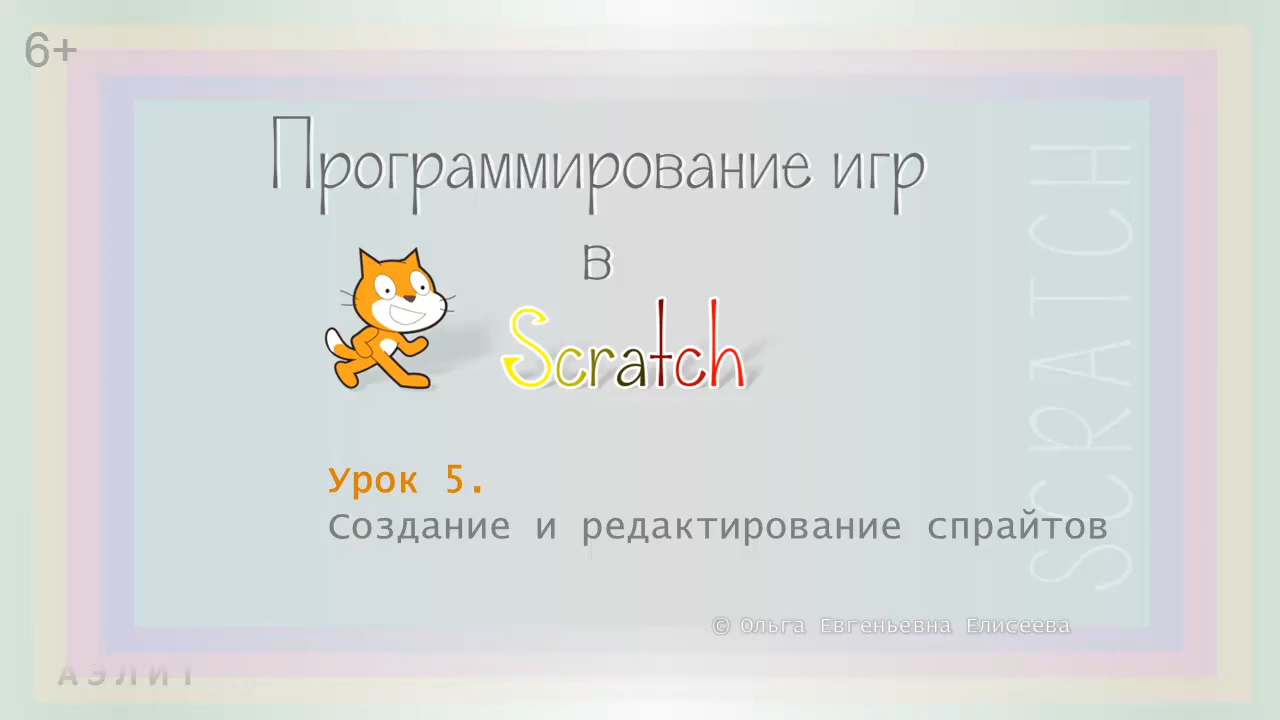 6+
Программирование игр
в
Scratch
SCRATCH
Урок 5.
Создание и редактирование спрайтов
© Ольга Евгеньевна Елисеева
АЭЛИТ